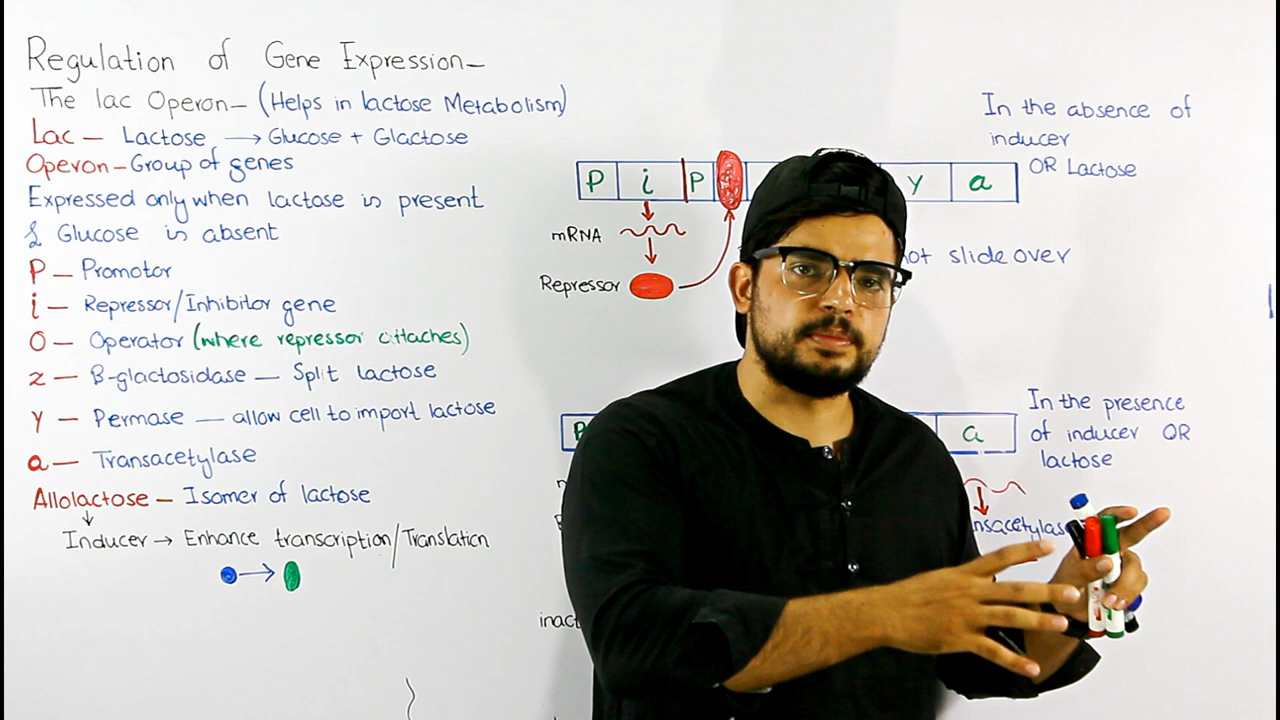 Regulation of Gene Expression-
The lac Operon- (Helps in lactose Metabolism)
Lac - Lactose → Glucose + Glactose
Operon - Group of genes
Expressed only when lactose is present
& Glucose is absent
P - Promotor
i - Repressor/Inhibitor gene
O - Operator (where repressor attaches)
z - B-glactosidase - Split lactose
y - Permase - allow cell to import lactose
a - Transacetylase
Allolactose - Isomer of lactose
↓
Inducer → Enhance transcription/Translation
→
In the absence of
inducer
OR Lactose
P i P y a
mRNA
Repressor
not slide over
In the presence
of inducer OR
lactose
P a